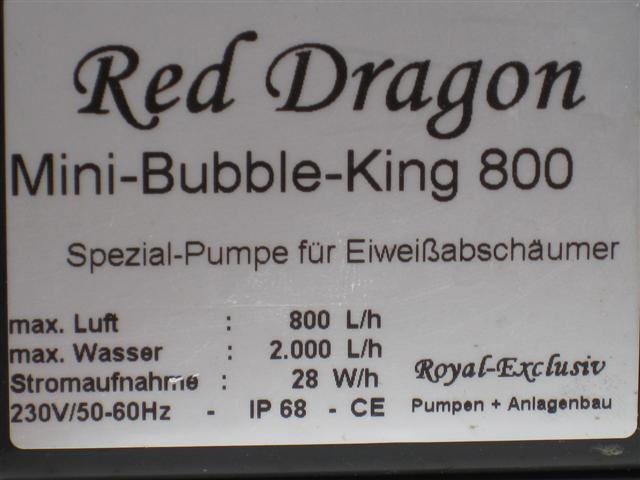 Red Dragon
Mini-Bubble-King 800
Spezial-Pumpe für Eiweißabschäumer
max. Luft : 800 L/h
max. Wasser : 2.000 L/h
Stromaufnahme : 28 W/h
230V/50-60Hz - IP 68 - CE
Royal-Exclusiv
Pumpen + Anlagenbau